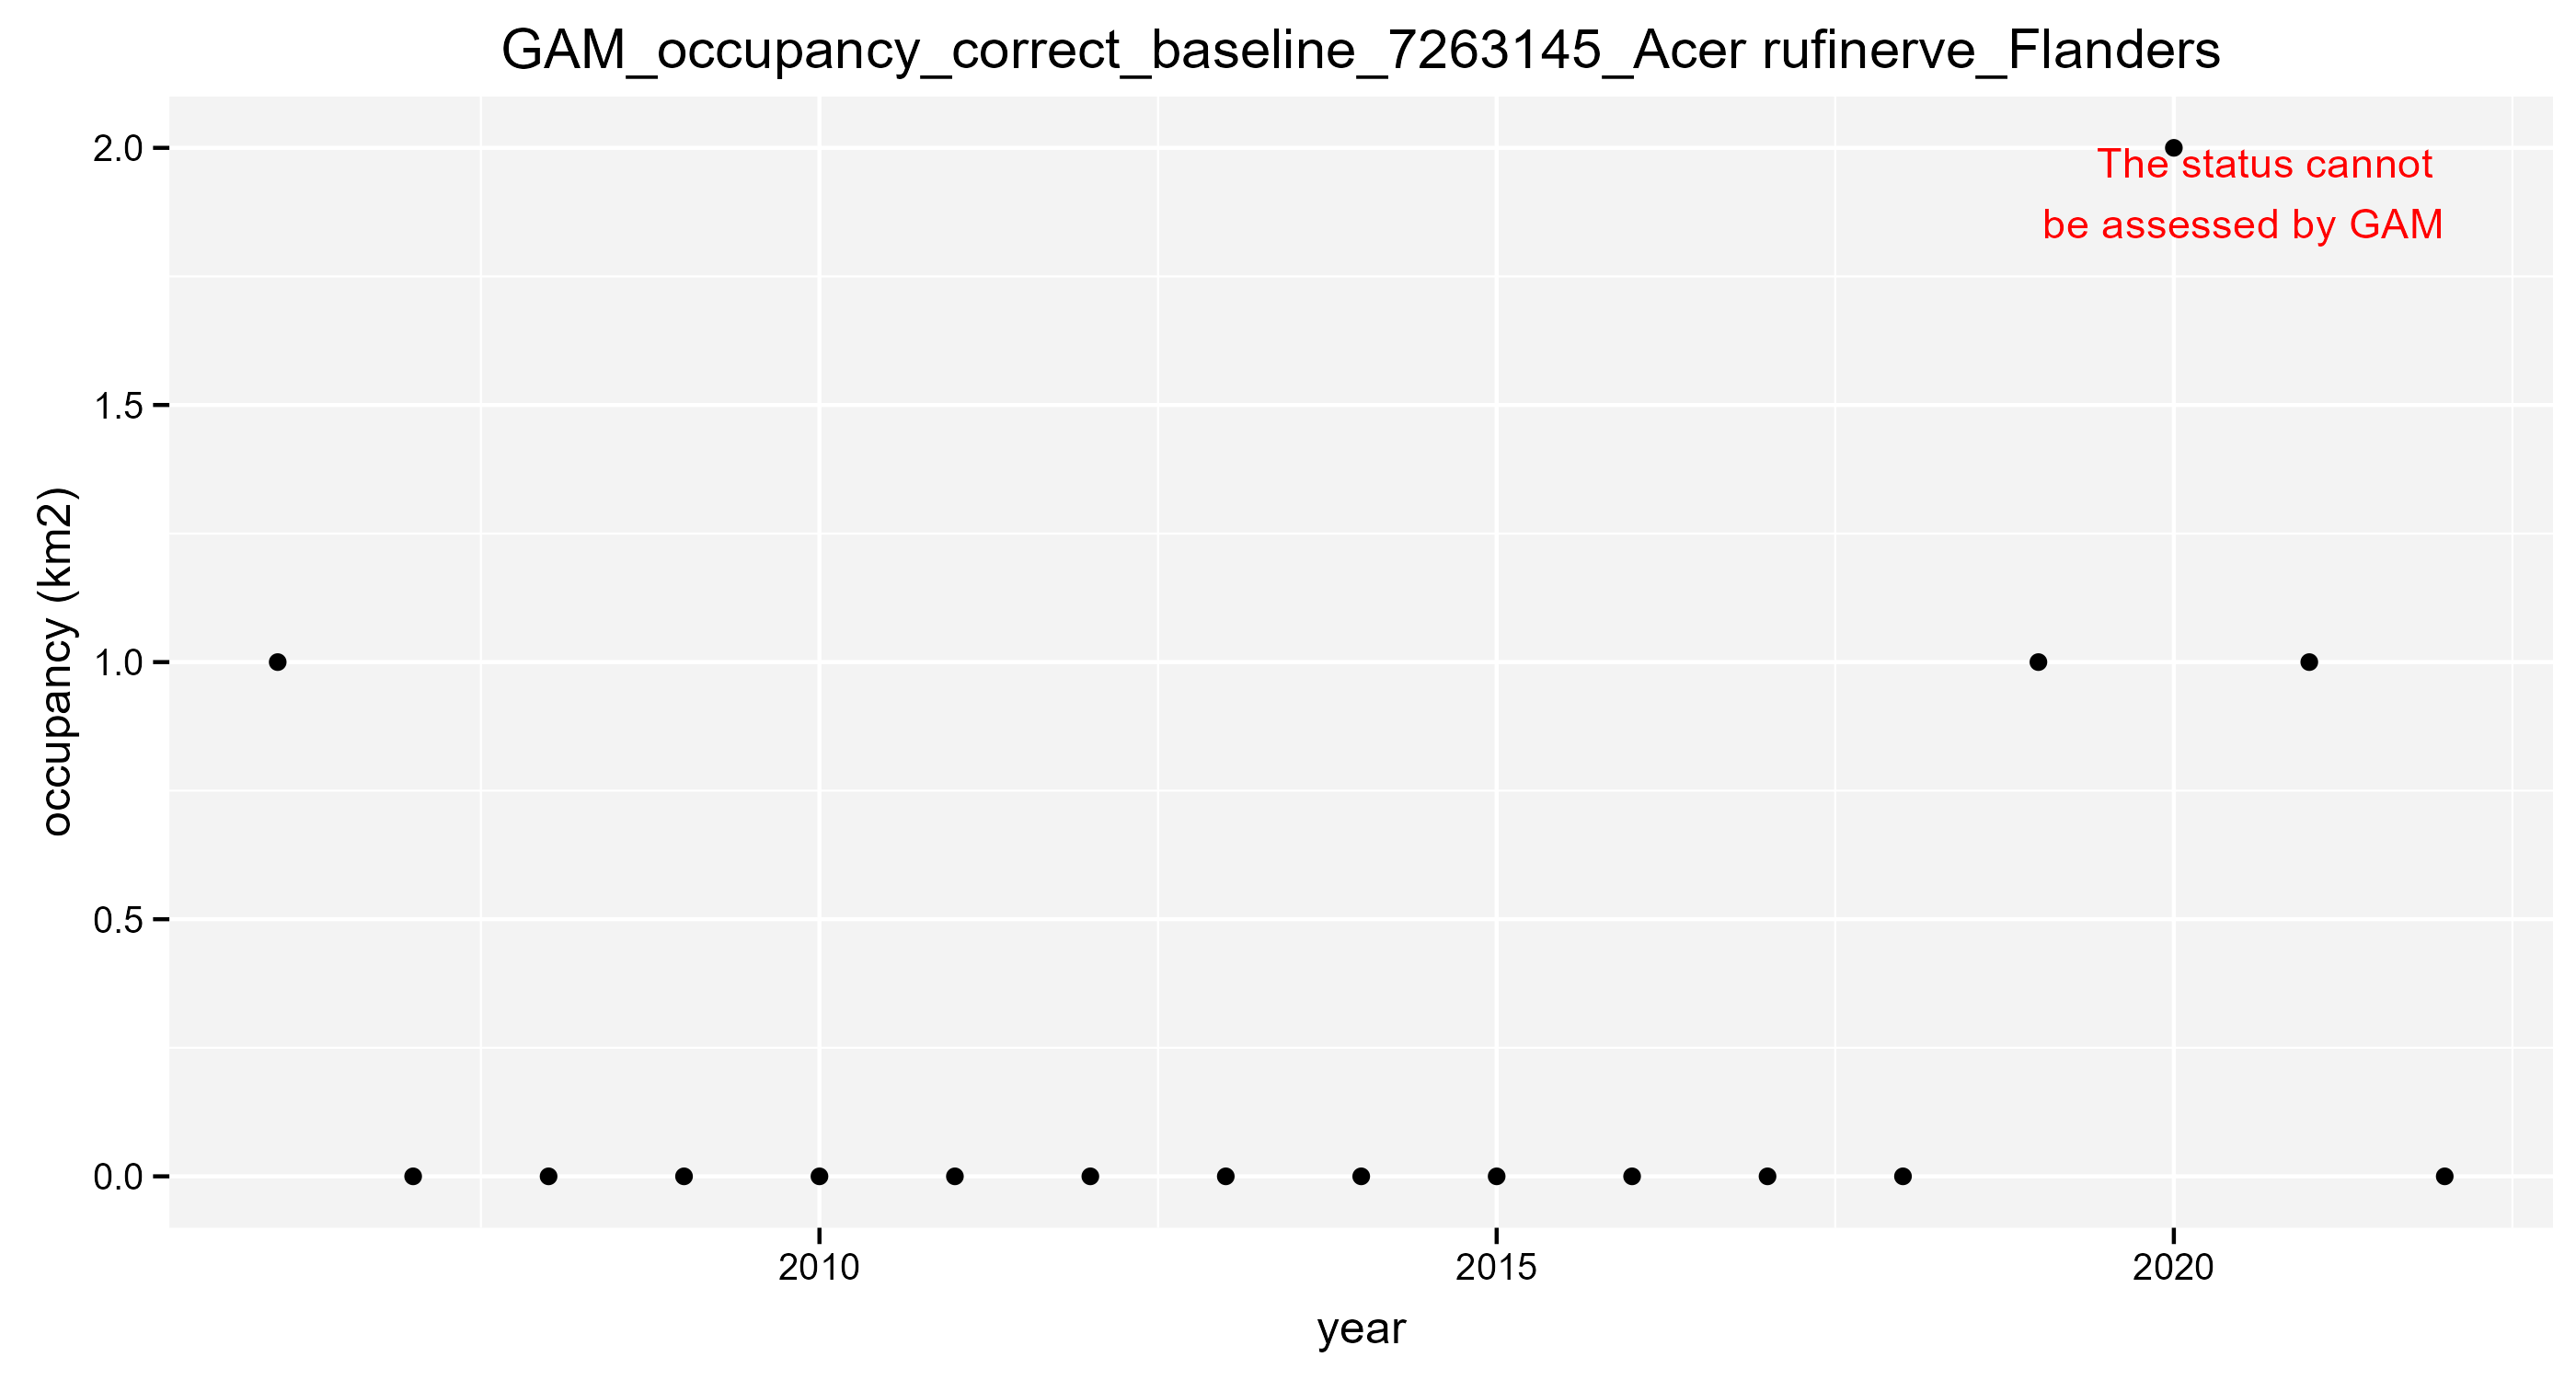 GAM_occupancy_correct_baseline_7263145_Acer rufinerve_Flanders
2.0
The status cannot
be assessed by GAM
1.5
occupancy (km2)
1.0
0.5
0.0
2010 2015 2020
year